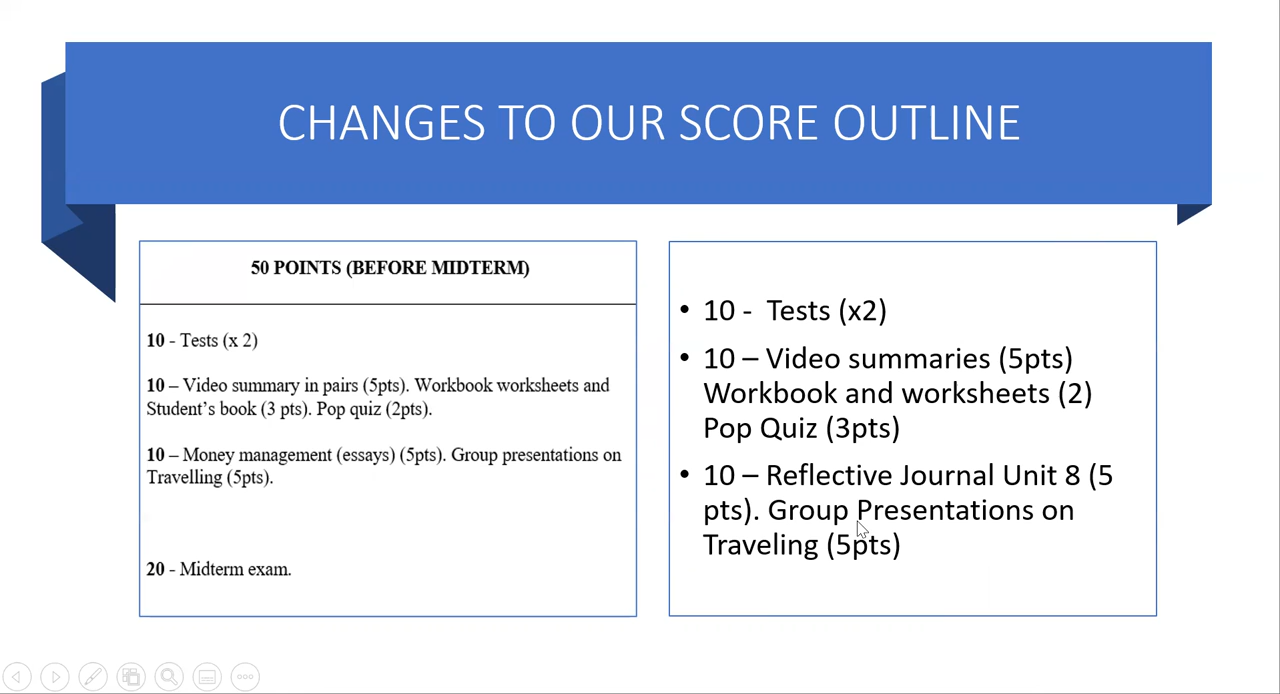 CHANGES TO OUR SCORE OUTLINE
50 POINTS (BEFORE MIDTERM)
10 - Tests (x 2)
10 – Video summary in pairs (5pts). Workbook worksheets and
Student’s book (3 pts). Pop quiz (2pts).
10 – Money management (essays) (5pts). Group presentations on
Travelling (5pts).
20 - Midterm exam.
• 10 -  Tests (x2)
• 10 – Video summaries (5pts)
Workbook and worksheets (2)
Pop Quiz (3pts)
• 10 – Reflective Journal Unit 8 (5
pts). Group Presentations on
Traveling (5pts)